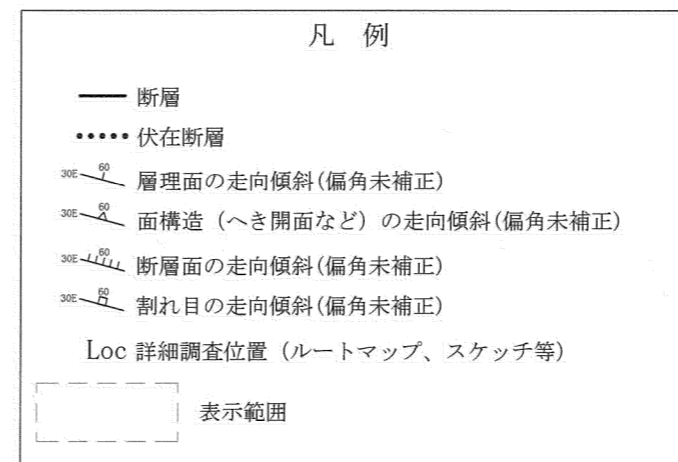 凡 例
断層
伏在断層
30E 60 層理面の走向傾斜(偏角未補正)
30E 60 面構造（へき開面など）の走向傾斜(偏角未補正)
30E 60 断層面の走向傾斜(偏角未補正)
30E 60 割れ目の走向傾斜(偏角未補正)
Loc 詳細調査位置（ルートマップ、スケッチ等）
表示範囲